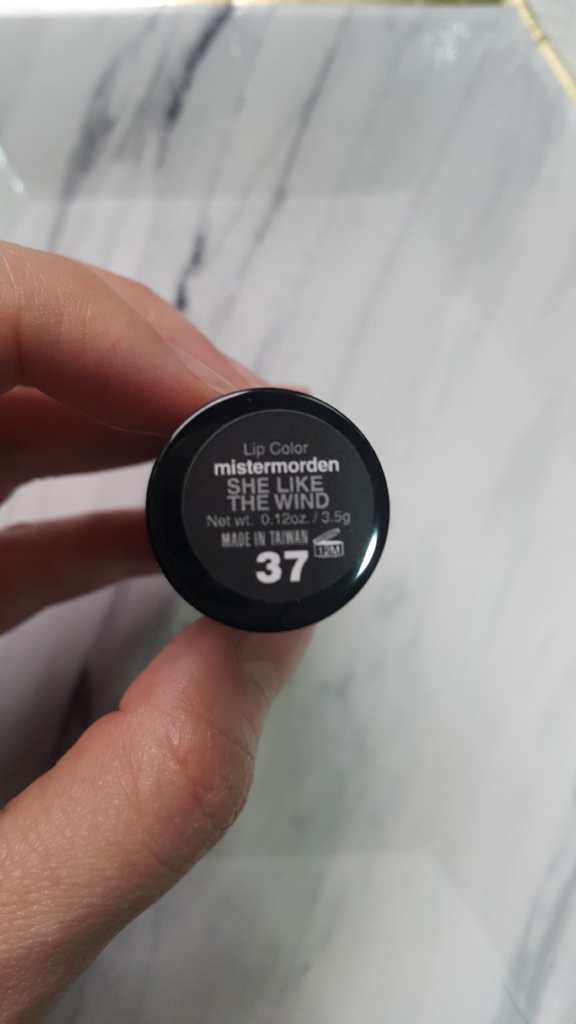 Lip Color
mistermorden
SHE LIKE
THE WIND
Net wt. 0.12oz. / 3.5g
MADE IN TAIWAN 12M
37